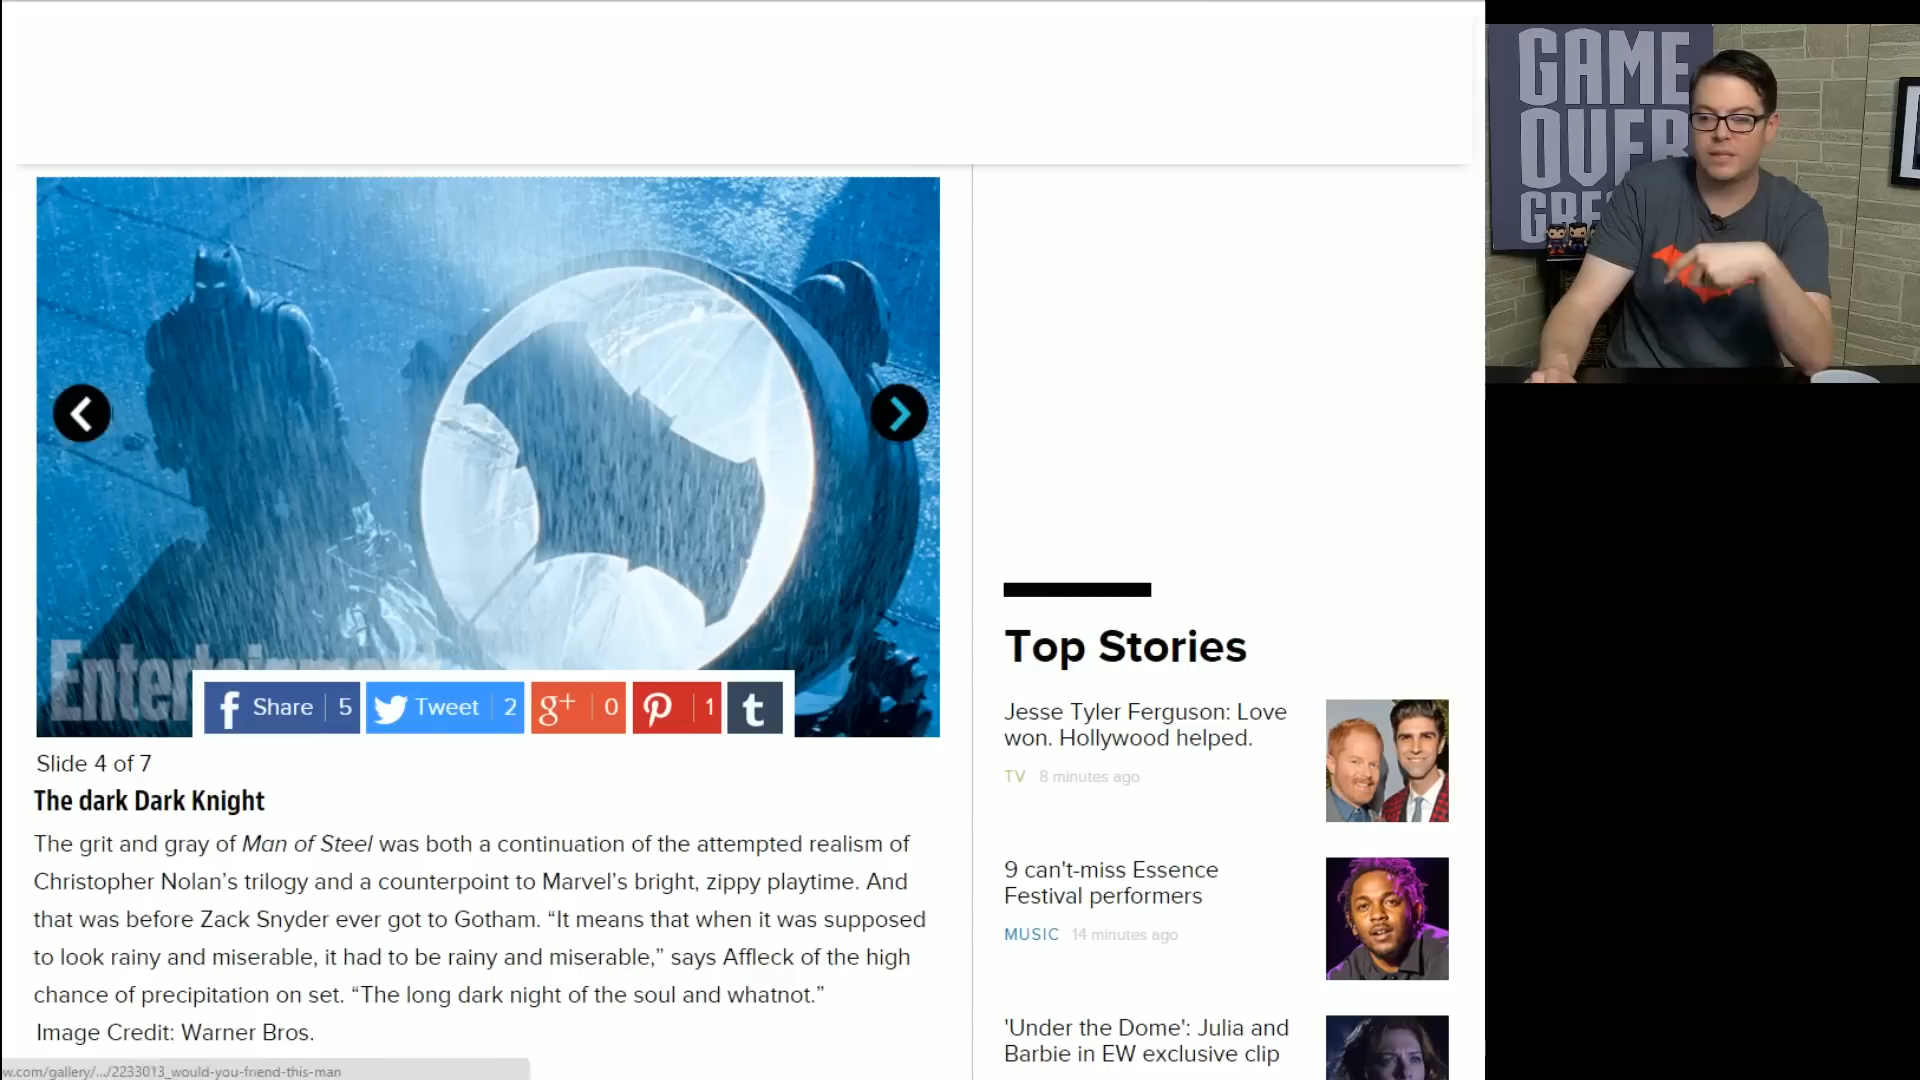 Enter
f Share 5
Tweet 2
g+ 0
1
t
Slide 4 of 7
The dark Dark Knight
The grit and gray of Man of Steel was both a continuation of the attempted realism of
Christopher Nolan’s trilogy and a counterpoint to Marvel’s bright, zippy playtime. And
that was before Zack Snyder ever got to Gotham. “It means that when it was supposed
to look rainy and miserable, it had to be rainy and miserable,” says Affleck of the high
chance of precipitation on set. “The long dark night of the soul and whatnot.”
Image Credit: Warner Bros.
w.com/gallery/.../2233013_would-you-friend-this-man
Top Stories
Jesse Tyler Ferguson: Love
won. Hollywood helped.
TV 8 minutes ago
9 can't-miss Essence
Festival performers
MUSIC 14 minutes ago
'Under the Dome': Julia and
Barbie in EW exclusive clip
GAME
OVER
GRE